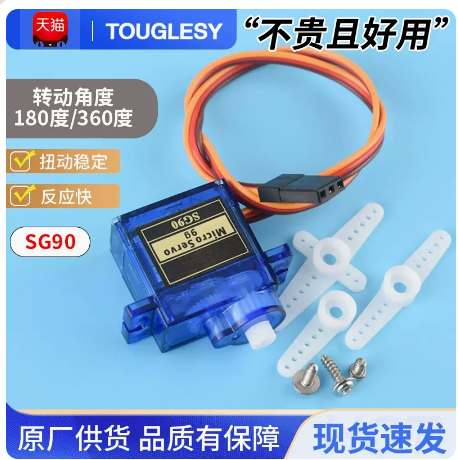 天猫
TOUGLESY
“不贵且好用”
转动角度
180度/360度
扭动稳定
反应快
SG90
SG90
MicroServo
9g
原厂供货 品质有保障
现货速发